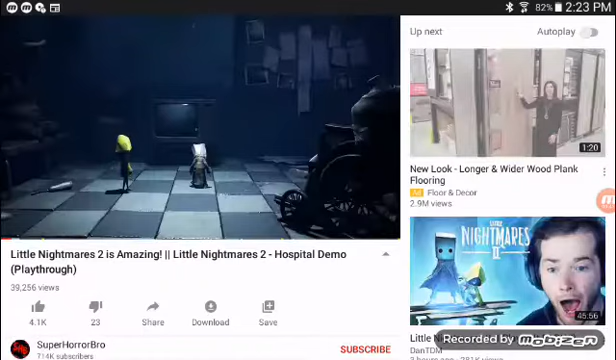 82% 2:23 PM
Up next Autoplay
1:20
New Look - Longer & Wider Wood Plank
Flooring
Ad Floor & Decor
2.9M views
LITTLE
NIGHTMARES
II
45:56
Little Nightmares 2 is Amazing! || Little Nightmares 2 - Hospital Demo
(Playthrough)
39,256 views
4.1K 23 Share Download Save
SuperHorrorBro
714K subscribers
SUBSCRIBE
DanTDM
Recorded by
MOBIZEN